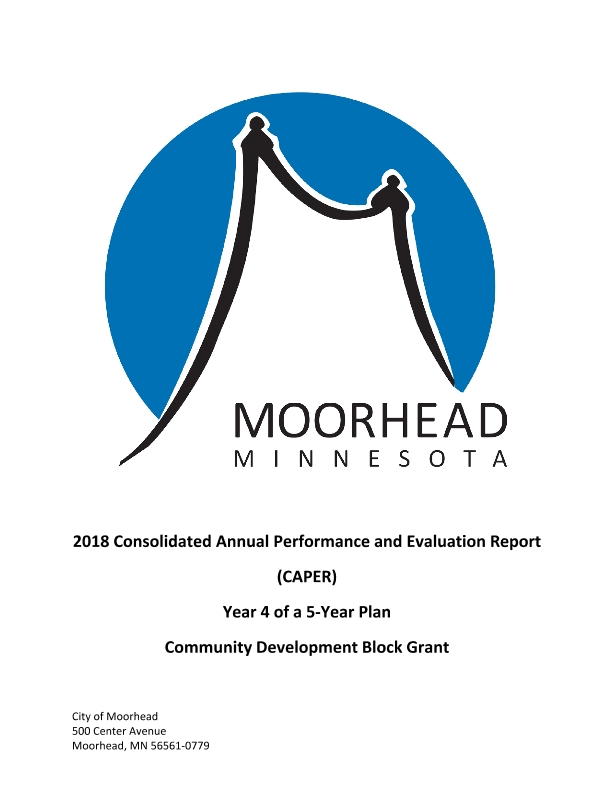 MOORHEAD
MINNESOTA
2018 Consolidated Annual Performance and Evaluation Report
(CAPER)
Year 4 of a 5-Year Plan
Community Development Block Grant
City of Moorhead
500 Center Avenue
Moorhead, MN 56561-0779